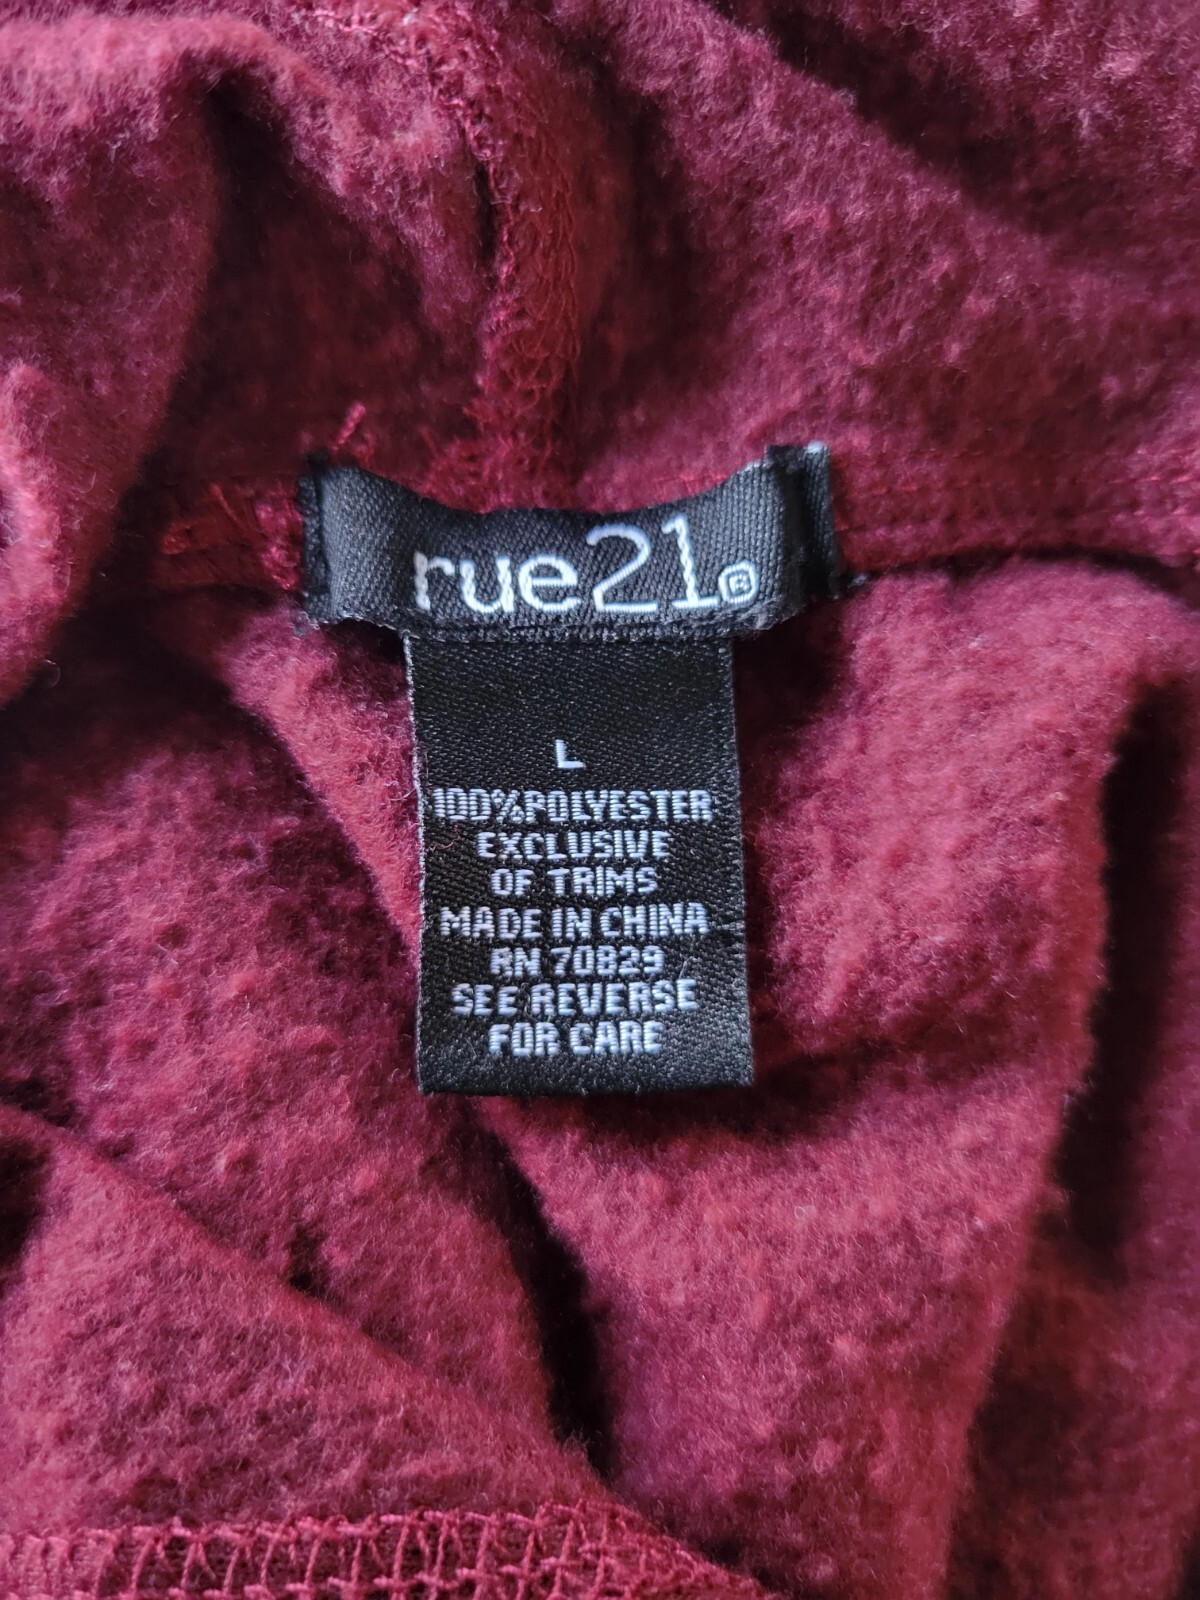 rue21®
L
100%POLYESTER
EXCLUSIVE
OF TRIMS
MADE IN CHINA
RN 70829
SEE REVERSE
FOR CARE